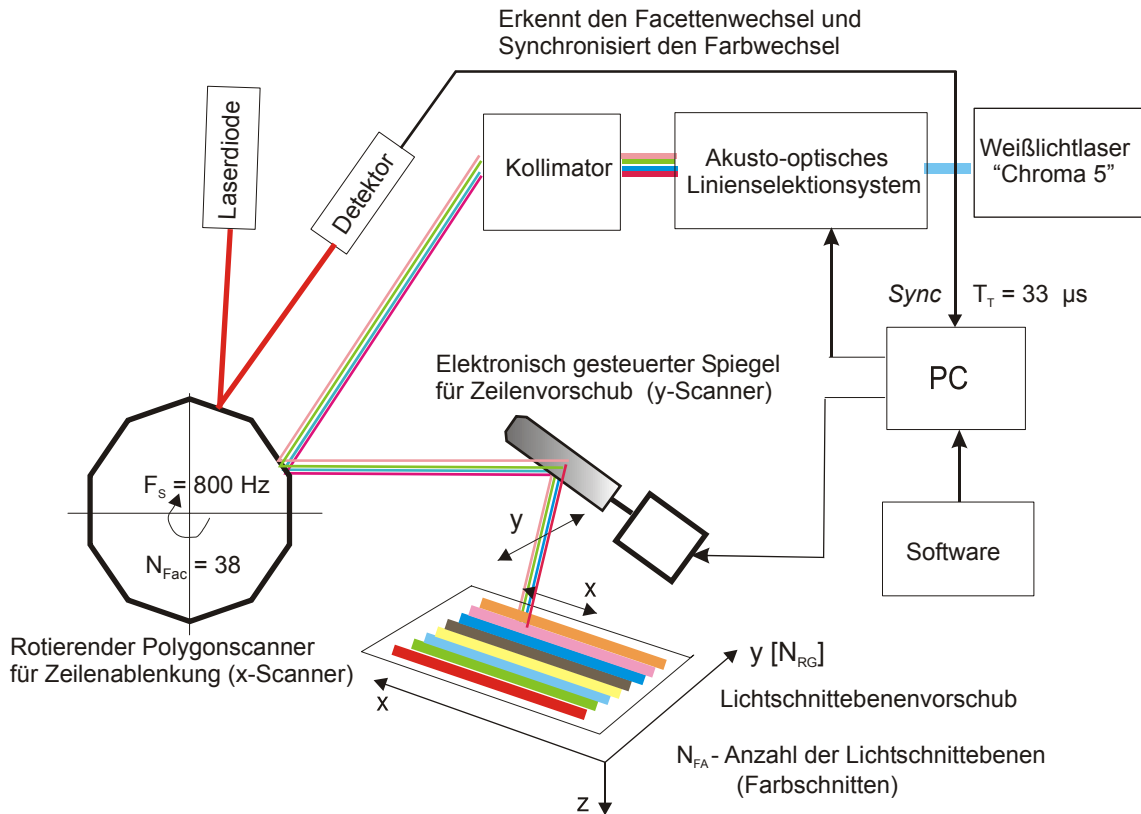 Erkennt den Facettenwechsel und
Synchronisiert den Farbwechsel
Laserdiode
Detektor
Kollimator
Akusto-optisches
Linienselektionsystem
Weißlichtlaser
“Chroma 5”
Sync T_T = 33 µs
PC
Software
Elektronisch gesteuerter Spiegel
für Zeilenvorschub (y-Scanner)
F_S = 800 Hz
N_Fac = 38
Rotierender Polygonscanner
für Zeilenablenkung (x-Scanner)
y
x
x
y [N_RG]
Lichtschnittebenenvorschub
N_FA - Anzahl der Lichtschnittebenen
(Farbschnitten)
z